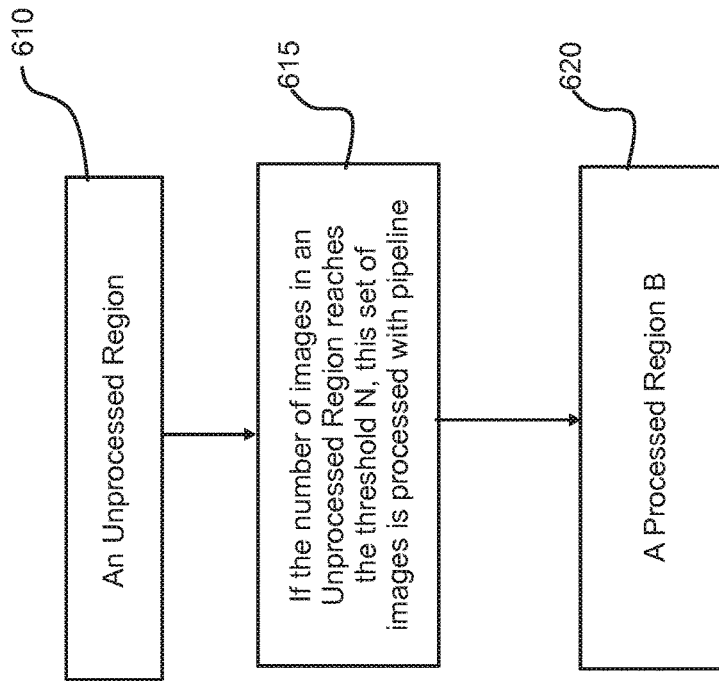 An Unprocessed Region
610
If the number of images in an
Unprocessed Region reaches
the threshold N, this set of
images is processed with pipeline
615
A Processed Region B
620